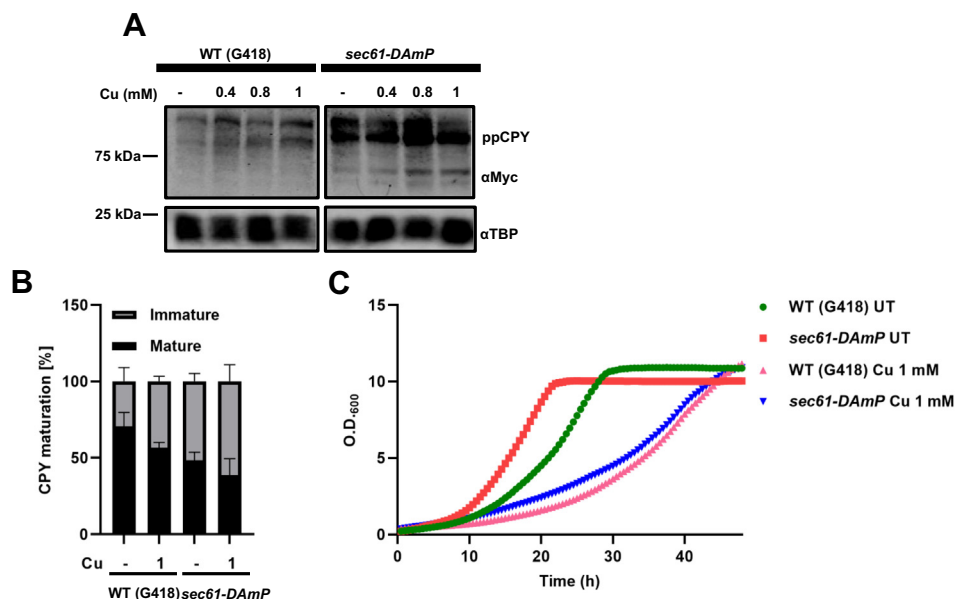 A
WT (G418) sec61-DAmP
Cu (mM) - 0.4 0.8 1 - 0.4 0.8 1
ppCPY
75 kDa
αMyc
25 kDa
αTBP
B
150
100
50
0
CPY maturation [%]
Immature
Mature
Cu - 1 - 1
WT (G418) sec61-DAmP
C
15
10
5
0
O.D.-600
0 10 20 30 40
Time (h)
WT (G418) UT
sec61-DAmP UT
WT (G418) Cu 1 mM
sec61-DAmP Cu 1 mM